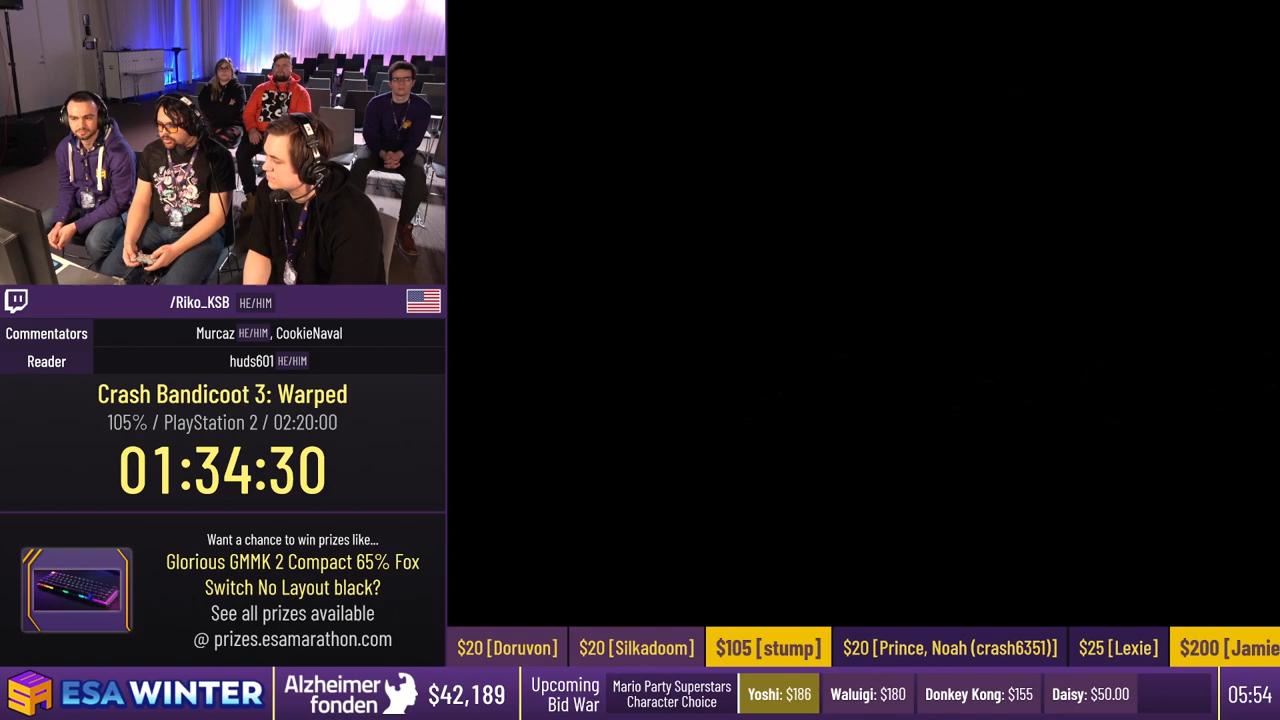 /Riko_KSB HE/HIM
Commentators
Murcaz HE/HIM, CookieNaval
Reader
huds601 HE/HIM
Crash Bandicoot 3: Warped
105% / PlayStation 2 / 02:20:00
01:34:30
Want a chance to win prizes like...
Glorious GMMK 2 Compact 65% Fox
Switch No Layout black?
See all prizes available
@ prizes.esamarathon.com
$20 [Doruvon]
$20 [Silkadoom]
$105 [stump]
$20 [Prince, Noah (crash6351)]
$25 [Lexie]
$200 [Jamie
ESA WINTER
Alzheimer
fonden
$42,189
Upcoming
Bid War
Mario Party Superstars
Character Choice
Yoshi: $186
Waluigi: $180
Donkey Kong: $155
Daisy: $50.00
05:54